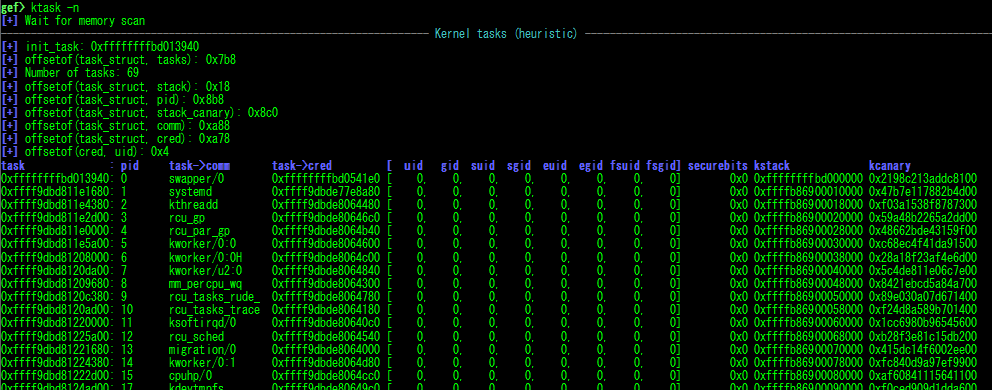 gef> ktask -n
[+] Wait for memory scan
Kernel tasks (heuristic)
[+] init_task: 0xffffffffbd013940
[+] offsetof(task_struct, tasks): 0x7b8
[+] Number of tasks: 69
[+] offsetof(task_struct, stack): 0x18
[+] offsetof(task_struct, pid): 0x8b8
[+] offsetof(task_struct, stack_canary): 0x8c0
[+] offsetof(task_struct, comm): 0xa88
[+] offsetof(task_struct, cred): 0xa78
[+] offsetof(cred, uid): 0x4
task : pid task->comm task->cred [ uid gid suid sgid euid egid fsuid fsgid] securebits kstack kcanary
0xffffffffbd013940: 0 swapper/0 0xffffffffbd0541e0 [ 0, 0, 0, 0, 0, 0, 0, 0] 0x0 0xffffffffbd000000 0x2198c213addc8100
0xffff9dbd811e1680: 1 systemd 0xffff9dbde77e8a80 [ 0, 0, 0, 0, 0, 0, 0, 0] 0x0 0xffffb86900010000 0x47b7e117882b4d00
0xffff9dbd811e4380: 2 kthreadd 0xffff9dbde8064480 [ 0, 0, 0, 0, 0, 0, 0, 0] 0x0 0xffffb86900018000 0xf03a1538f8787300
0xffff9dbd811e2d00: 3 rcu_gp 0xffff9dbde80646c0 [ 0, 0, 0, 0, 0, 0, 0, 0] 0x0 0xffffb86900020000 0x59a48b2265a2dd00
0xffff9dbd811e0000: 4 rcu_par_gp 0xffff9dbde8064b40 [ 0, 0, 0, 0, 0, 0, 0, 0] 0x0 0xffffb86900028000 0x48662bde43159f00
0xffff9dbd811e5a00: 5 kworker/0:0 0xffff9dbde8064600 [ 0, 0, 0, 0, 0, 0, 0, 0] 0x0 0xffffb86900030000 0xc68ec4f41da91500
0xffff9dbd81208000: 6 kworker/0:0H 0xffff9dbde8064c00 [ 0, 0, 0, 0, 0, 0, 0, 0] 0x0 0xffffb86900038000 0x28a18f23af4e6d00
0xffff9dbd8120da00: 7 kworker/u2:0 0xffff9dbde8064840 [ 0, 0, 0, 0, 0, 0, 0, 0] 0x0 0xffffb86900040000 0x5c4de811e06c7e00
0xffff9dbd81209680: 8 mm_percpu_wq 0xffff9dbde8064300 [ 0, 0, 0, 0, 0, 0, 0, 0] 0x0 0xffffb86900048000 0x8421ebcd5a84a700
0xffff9dbd8120c380: 9 rcu_tasks_rude_ 0xffff9dbde8064780 [ 0, 0, 0, 0, 0, 0, 0, 0] 0x0 0xffffb86900050000 0x89e030a07d671400
0xffff9dbd8120ad00: 10 rcu_tasks_trace 0xffff9dbde8064180 [ 0, 0, 0, 0, 0, 0, 0, 0] 0x0 0xffffb86900058000 0xf24d8a589b701400
0xffff9dbd81220000: 11 ksoftirqd/0 0xffff9dbde80640c0 [ 0, 0, 0, 0, 0, 0, 0, 0] 0x0 0xffffb86900060000 0x1cc6980b96545600
0xffff9dbd81225a00: 12 rcu_sched 0xffff9dbde8064540 [ 0, 0, 0, 0, 0, 0, 0, 0] 0x0 0xffffb86900068000 0xb28f3e81c15db200
0xffff9dbd81221680: 13 migration/0 0xffff9dbde8064000 [ 0, 0, 0, 0, 0, 0, 0, 0] 0x0 0xffffb86900070000 0x415dc14f6002ee00
0xffff9dbd81224380: 14 kworker/0:1 0xffff9dbde8064d80 [ 0, 0, 0, 0, 0, 0, 0, 0] 0x0 0xffffb86900078000 0xfc840d9a97ef9900
0xffff9dbd81222d00: 15 cpuhp/0 0xffff9dbde8064cc0 [ 0, 0, 0, 0, 0, 0, 0, 0] 0x0 0xffffb86900080000 0xaf60841115641100